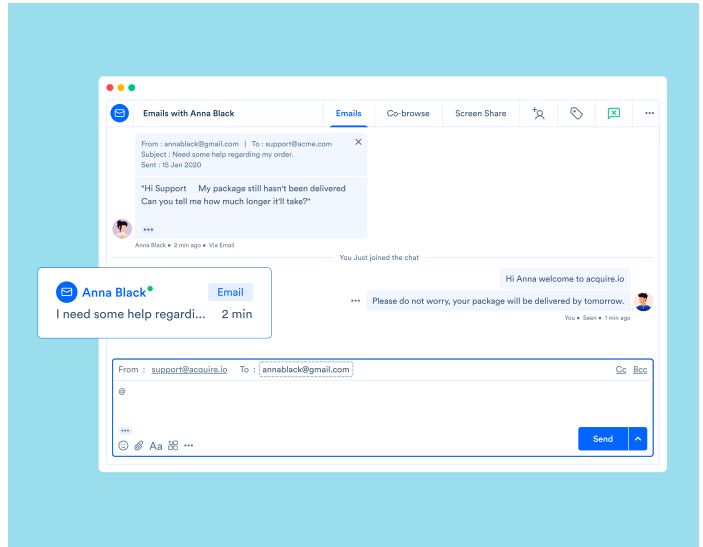 Emails with Anna Black
Emails
Co-browse
Screen Share
From : annablack@gmail.com | To : support@acme.com
Subject : Need some help regarding my order.
Sent : 15 Jan 2020
"Hi Support My package still hasn't been delivered
Can you tell me how much longer it'll take?"
Anna Black • 2 min ago • Via Email
You Just joined the chat
Hi Anna welcome to acquire.io
Please do not worry, your package will be delivered by tomorrow.
You • Seen • 1 min ago
Anna Black
Email
I need some help regardi...
2 min
From : support@acquire.io To : annablack@gmail.com Cc Bcc
@
Aa
Send